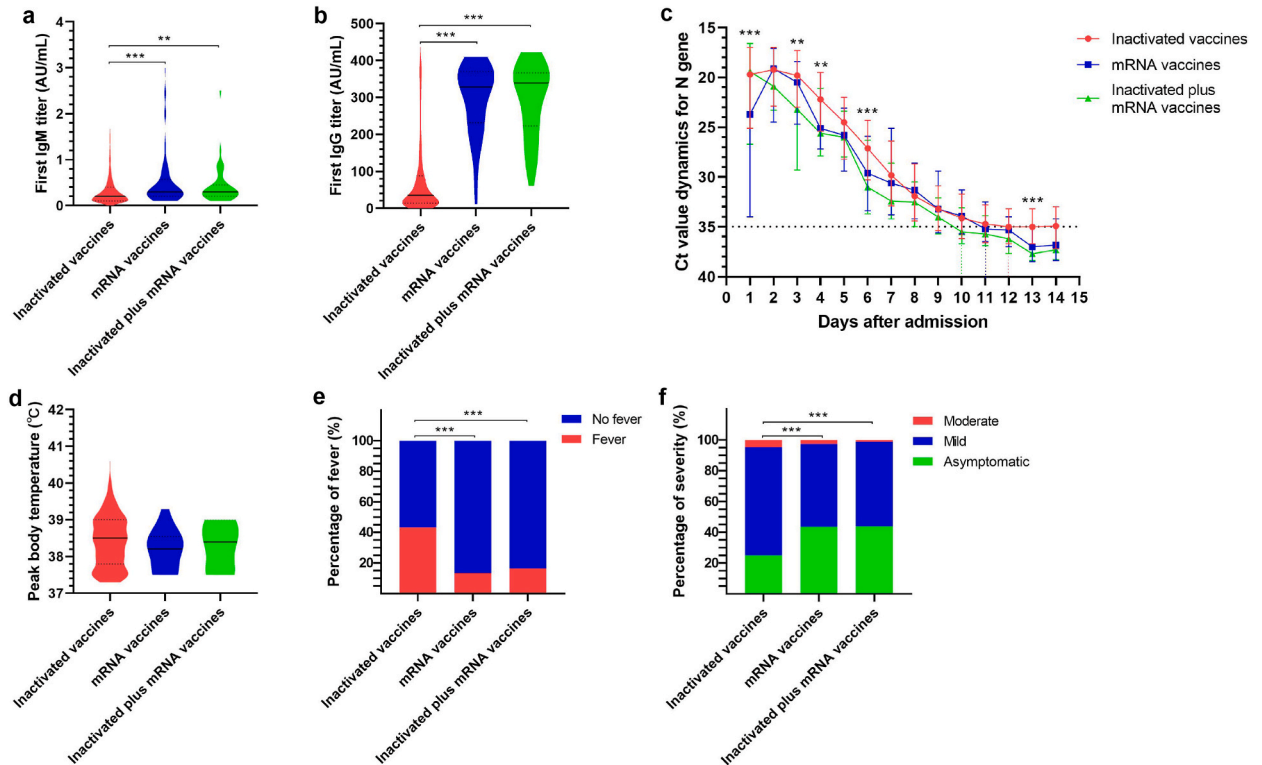 a
First IgM titer (AU/mL)
4
3
2
1
0
***
**
Inactivated vaccines
mRNA vaccines
Inactivated plus mRNA vaccines
b
First IgG titer (AU/mL)
500
400
300
200
100
0
***
***
Inactivated vaccines
mRNA vaccines
Inactivated plus mRNA vaccines
c
Ct value dynamics for N gene
15
20
25
30
35
40
***
**
**
***
***
0 1 2 3 4 5 6 7 8 9 10 11 12 13 14 15
Days after admission
Inactivated vaccines
mRNA vaccines
Inactivated plus
mRNA vaccines
d
Peak body temperature (℃)
42
41
40
39
38
37
Inactivated vaccines
mRNA vaccines
Inactivated plus mRNA vaccines
e
Percentage of fever (%)
100
80
60
40
20
***
***
No fever
Fever
Inactivated vaccines
mRNA vaccines
Inactivated plus mRNA vaccines
f
Percentage of severity (%)
100
80
60
40
20
***
***
Moderate
Mild
Asymptomatic
Inactivated vaccines
mRNA vaccines
Inactivated plus mRNA vaccines